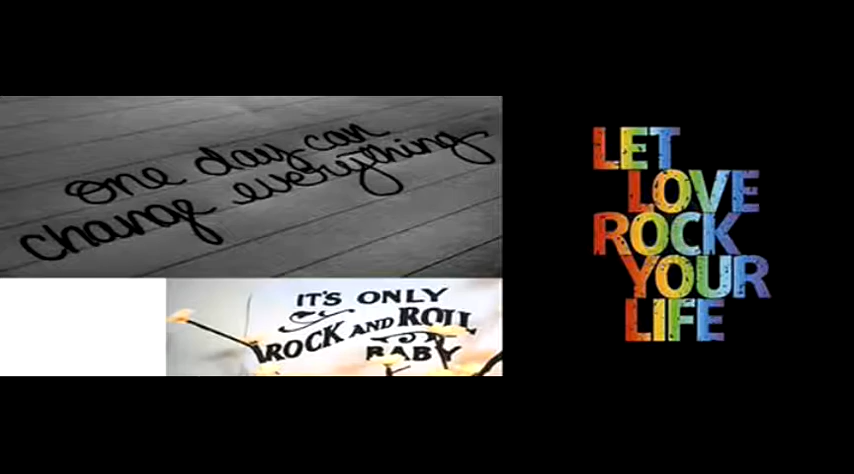 one day can
change everything
IT'S ONLY
ROCK AND ROLL
BABY
LET
LOVE
ROCK
YOUR
LIFE